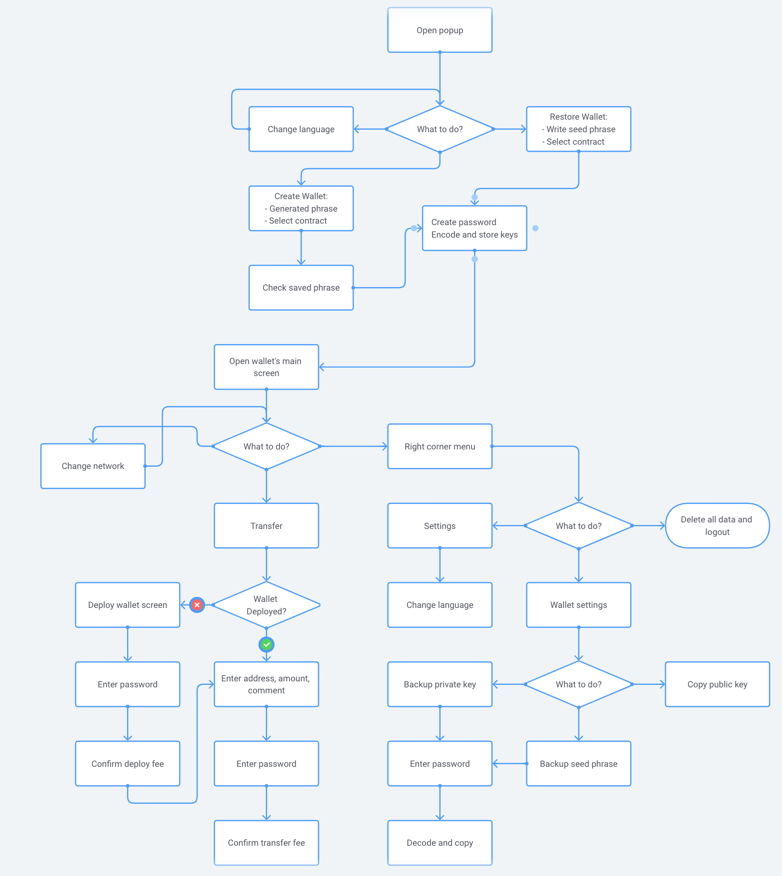 Open popup
Change language
What to do?
Restore Wallet:
- Write seed phrase
- Select contract
Create Wallet:
- Generated phrase
- Select contract
Create password
Encode and store keys
Check saved phrase
Open wallet's main
screen
Change network
What to do?
Right corner menu
Transfer
Settings
What to do?
Delete all data and
logout
Deploy wallet screen
Wallet
Deployed?
Change language
Wallet settings
Enter password
Enter address, amount,
comment
Backup private key
What to do?
Copy public key
Confirm deploy fee
Enter password
Enter password
Backup seed phrase
Confirm transfer fee
Decode and copy